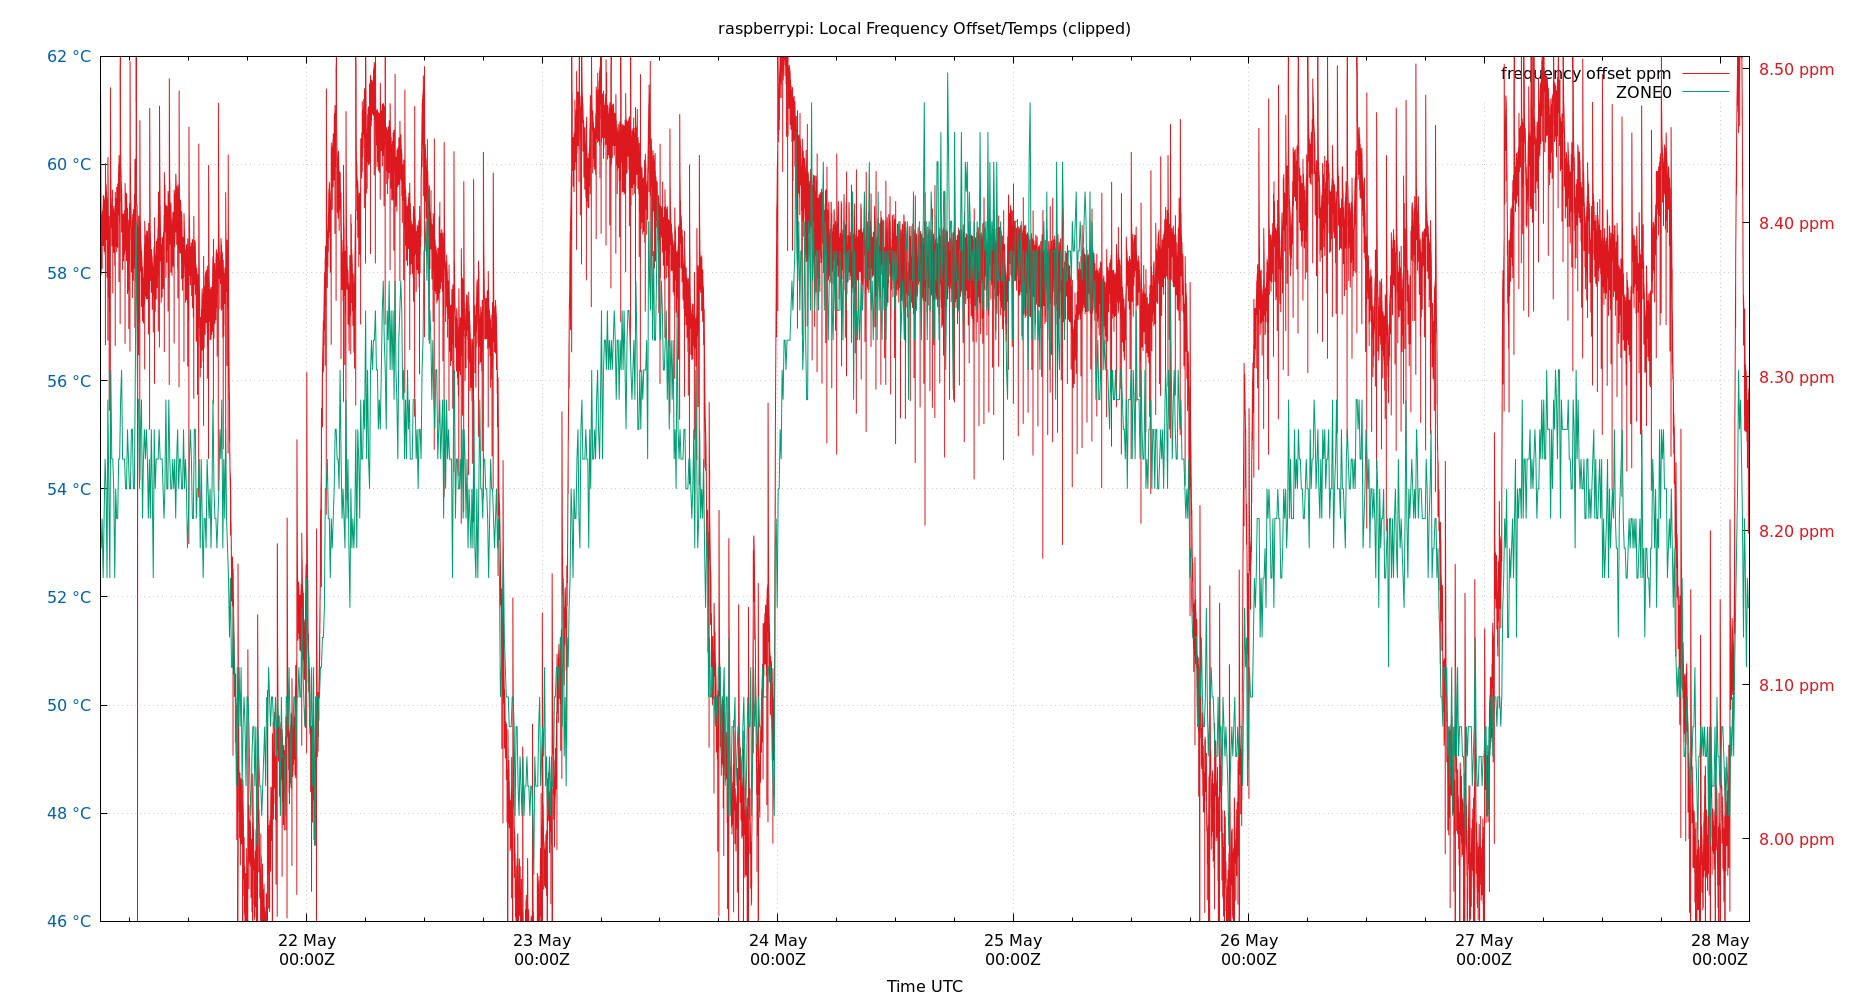 raspberrypi: Local Frequency Offset/Temps (clipped)
62 °C
60 °C
58 °C
56 °C
54 °C
52 °C
50 °C
48 °C
46 °C
frequency offset ppm
ZONE0
8.50 ppm
8.40 ppm
8.30 ppm
8.20 ppm
8.10 ppm
8.00 ppm
22 May
00:00Z
23 May
00:00Z
24 May
00:00Z
25 May
00:00Z
26 May
00:00Z
27 May
00:00Z
28 May
00:00Z
Time UTC